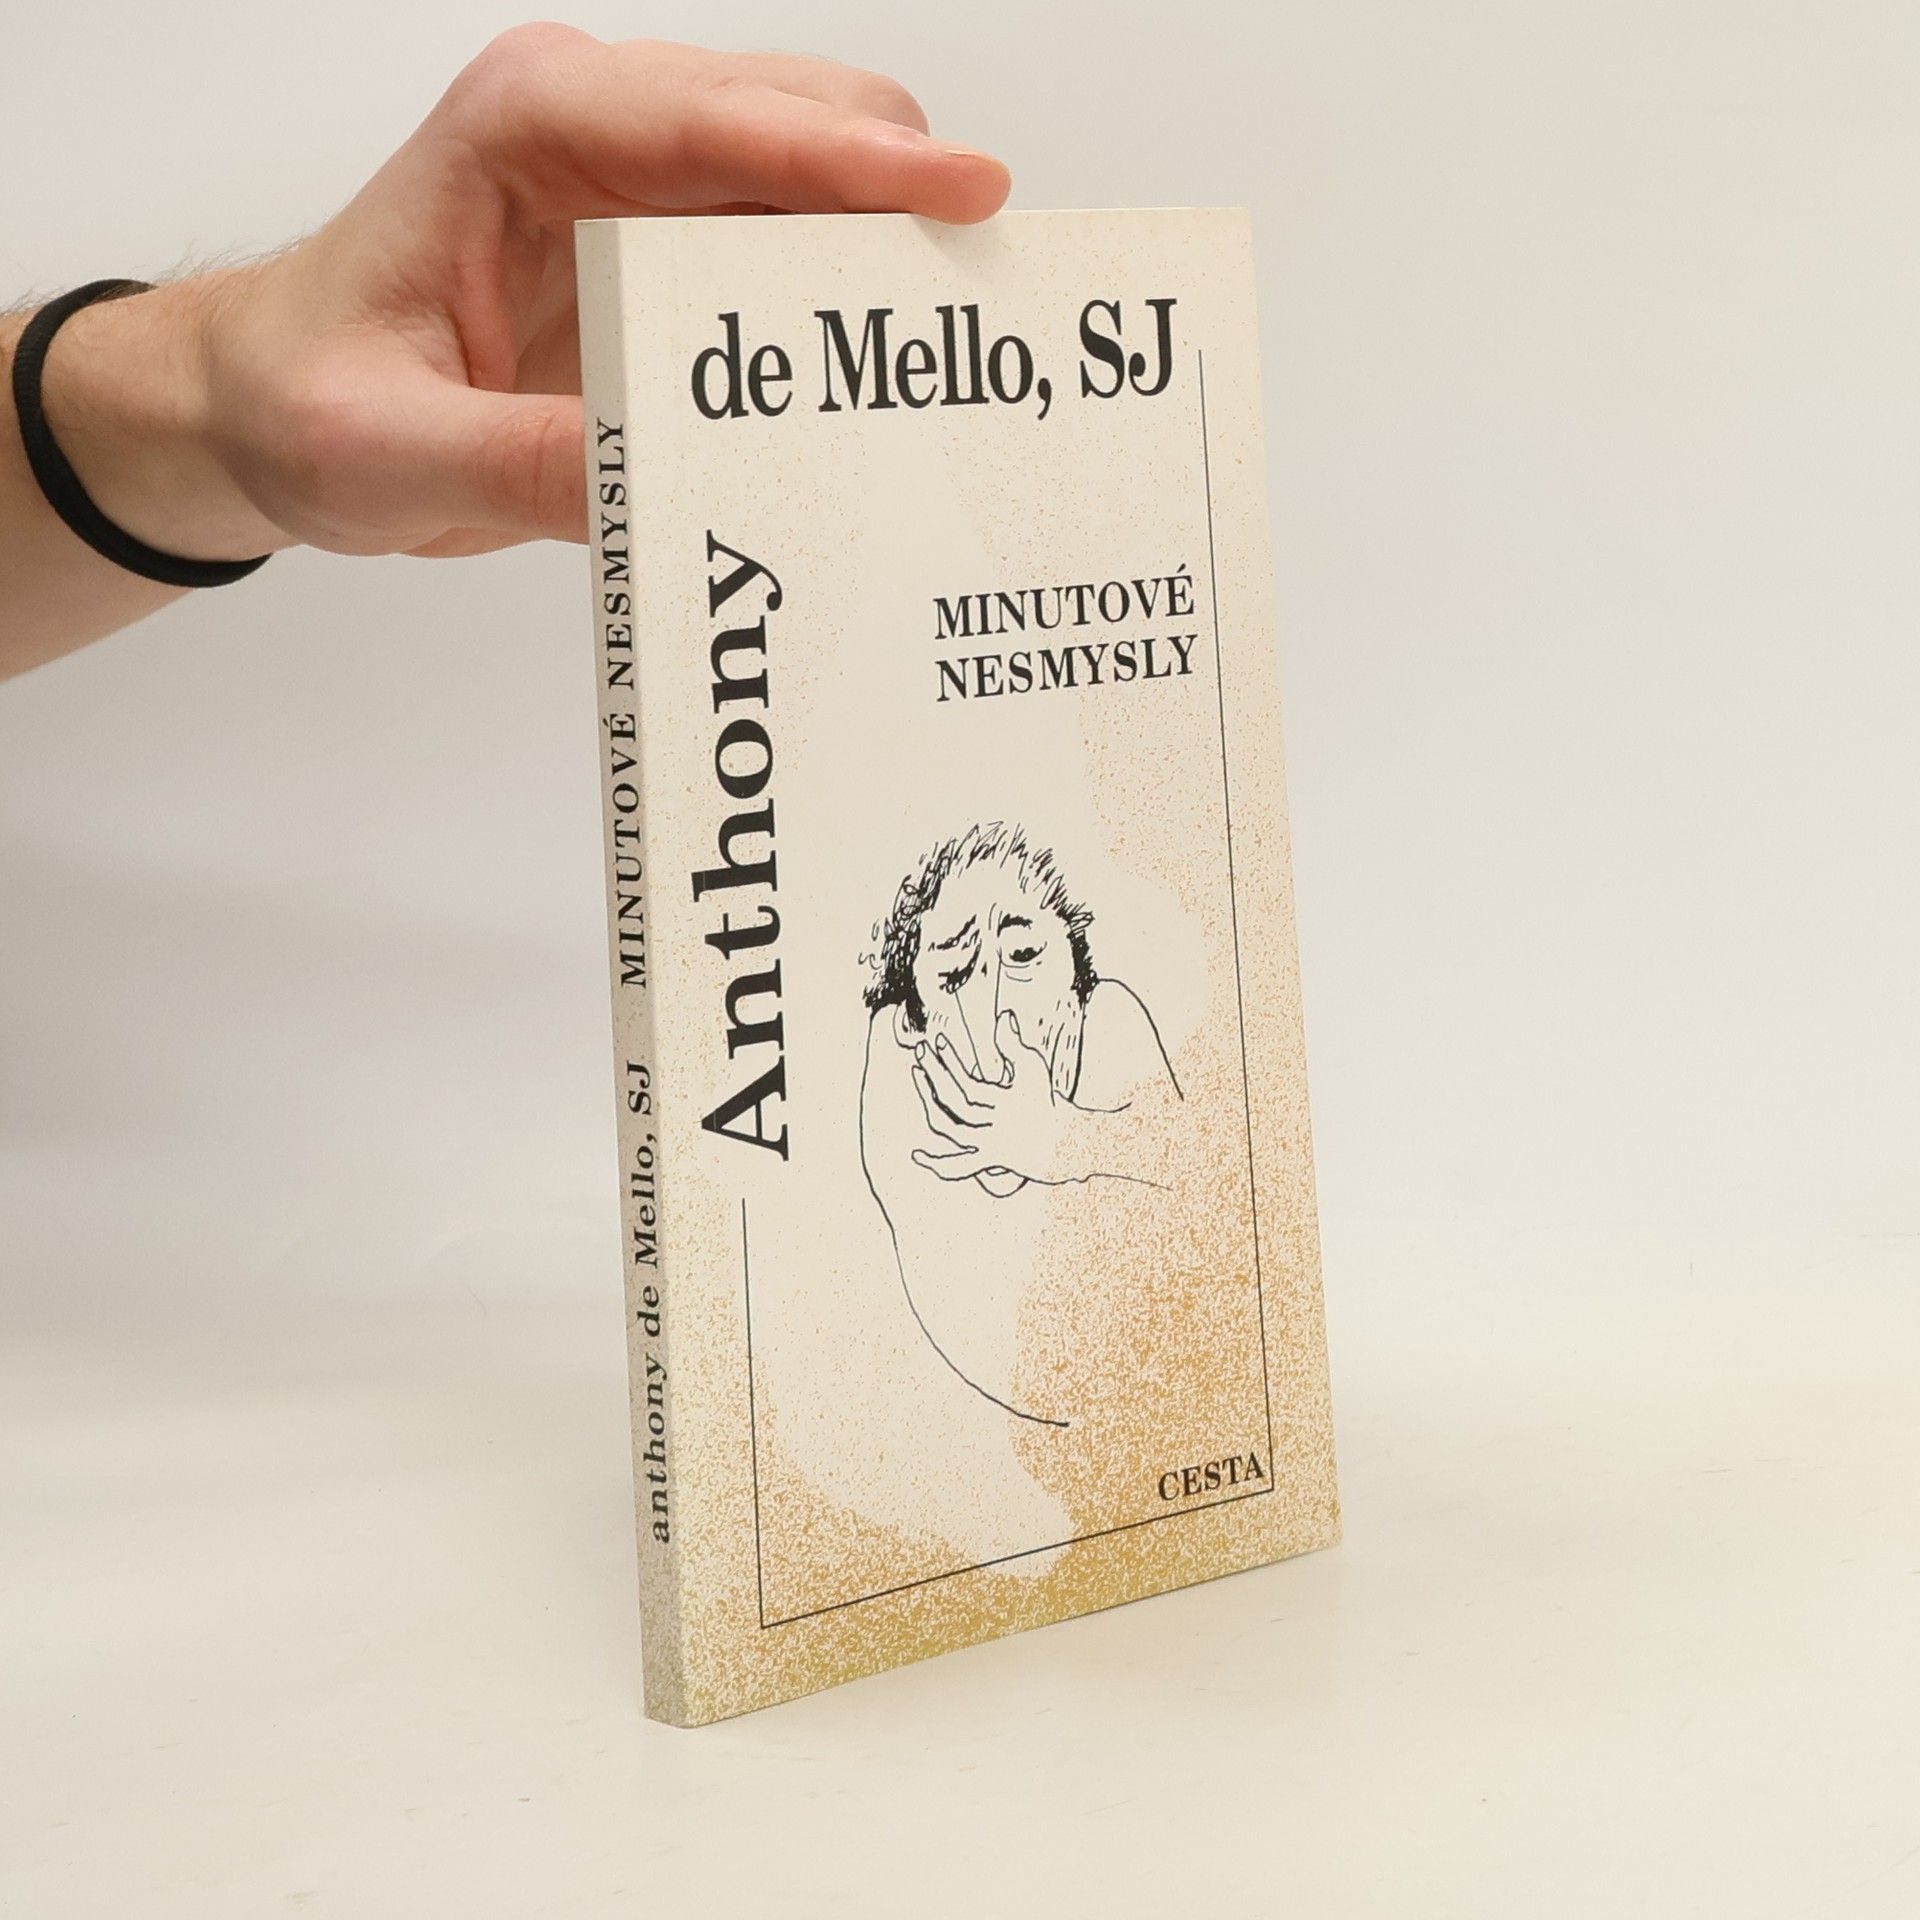 de Mello, SJ
Anthony
MINUTOVÉ
NESMYSLY
CESTA
anthony de Mello, SJ MINUTOVÉ NESMYSLY